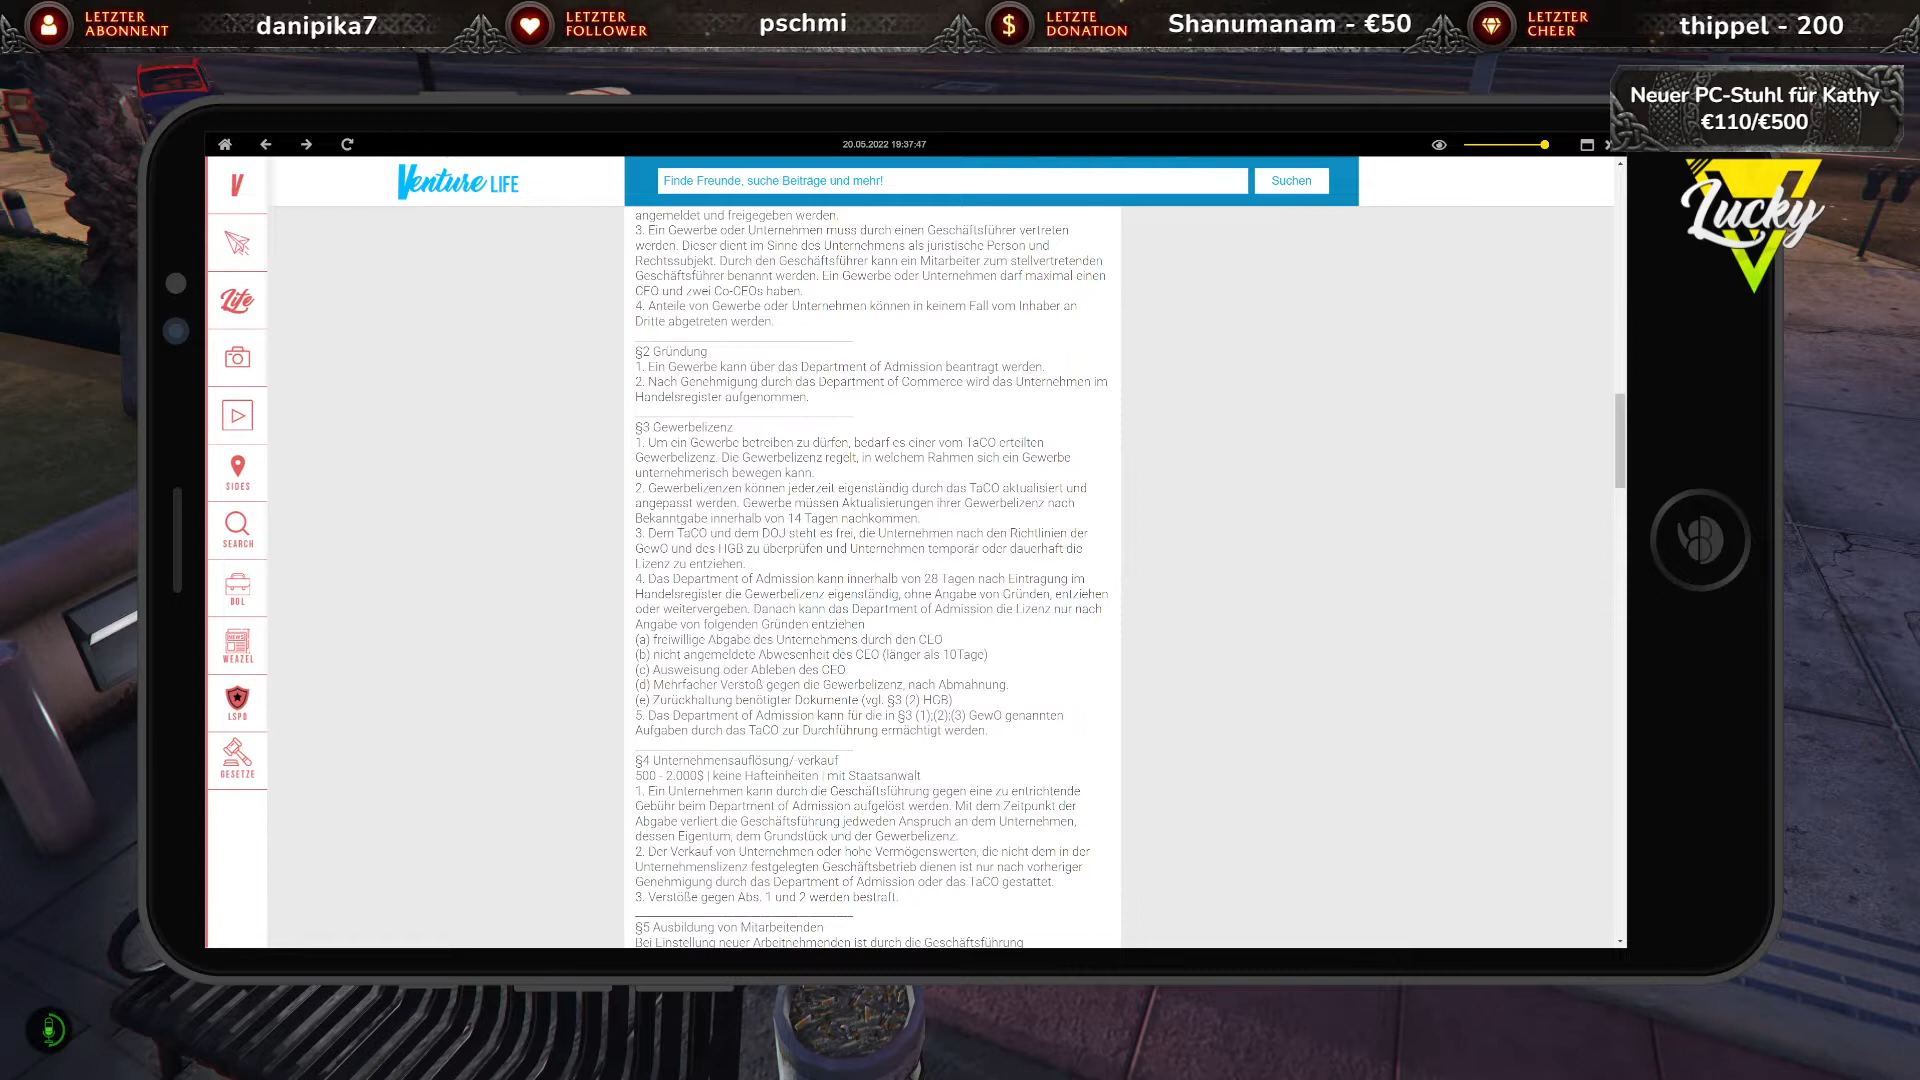 LETZTER
ABONNENT
danipika7
LETZTER
FOLLOWER
pschmi
LETZTE
DONATION
Shanumanam - €50
LETZTER
CHEER
thippel - 200
Neuer PC-Stuhl für Kathy
€110/€500
Lucky
20.05.2022 19:37:47
V
Venture LIFE
Finde Freunde, suche Beiträge und mehr!
Suchen
Life
SIDES
SEARCH
DOL
NEWS
WEAZEL
LSPD
GESETZE
angemeldet und freigegeben werden.
3. Ein Gewerbe oder Unternehmen muss durch einen Geschäftsführer vertreten
werden. Dieser dient im Sinne des Unternehmens als juristische Person und
Rechtssubjekt. Durch den Geschäftsführer kann ein Mitarbeiter zum stellvertretenden
Geschäftsführer benannt werden. Ein Gewerbe oder Unternehmen darf maximal einen
CEO und zwei Co-CEOs haben.
4. Anteile von Gewerbe oder Unternehmen können in keinem Fall vom Inhaber an
Dritte abgetreten werden.
§2 Gründung
1. Ein Gewerbe kann über das Department of Admission beantragt werden.
2. Nach Genehmigung durch das Department of Commerce wird das Unternehmen im
Handelsregister aufgenommen.
§3 Gewerbelizenz
1. Um ein Gewerbe betreiben zu dürfen, bedarf es einer vom TaCO erteilten
Gewerbelizenz. Die Gewerbelizenz regelt, in welchem Rahmen sich ein Gewerbe
unternehmerisch bewegen kann.
2. Gewerbelizenzen können jederzeit eigenständig durch das TaCO aktualisiert und
angepasst werden. Gewerbe müssen Aktualisierungen ihrer Gewerbelizenz nach
Bekanntgabe innerhalb von 14 Tagen nachkommen.
3. Dem TaCO und dem DOJ steht es frei, die Unternehmen nach den Richtlinien der
GewO und des HGB zu überprüfen und Unternehmen temporär oder dauerhaft die
Lizenz zu entziehen.
4. Das Department of Admission kann innerhalb von 28 Tagen nach Eintragung im
Handelsregister die Gewerbelizenz eigenständig, ohne Angabe von Gründen, entziehen
oder weitervergeben. Danach kann das Department of Admission die Lizenz nur nach
Angabe von folgenden Gründen entziehen
(a) freiwillige Abgabe des Unternehmens durch den CEO
(b) nicht angemeldete Abwesenheit des CEO (länger als 10Tage)
(c) Ausweisung oder Ableben des CEO
(d) Mehrfacher Verstoß gegen die Gewerbelizenz, nach Abmahnung.
(e) Zurückhaltung benötigter Dokumente (vgl. §3 (2) HGB)
5. Das Department of Admission kann für die in §3 (1);(2);(3) GewO genannten
Aufgaben durch das TaCO zur Durchführung ermächtigt werden.
§4 Unternehmensauflösung/-verkauf
500 - 2.000$ | keine Hafteinheiten | mit Staatsanwalt
1. Ein Unternehmen kann durch die Geschäftsführung gegen eine zu entrichtende
Gebühr beim Department of Admission aufgelöst werden. Mit dem Zeitpunkt der
Abgabe verliert die Geschäftsführung jedweden Anspruch an dem Unternehmen,
dessen Eigentum, dem Grundstück und der Gewerbelizenz.
2. Der Verkauf von Unternehmen oder hohe Vermögenswerten, die nicht dem in der
Unternehmenslizenz festgelegten Geschäftsbetrieb dienen ist nur nach vorheriger
Genehmigung durch das Department of Admission oder das TaCO gestattet.
3. Verstöße gegen Abs. 1 und 2 werden bestraft.
§5 Ausbildung von Mitarbeitenden
Bei Einstellung neuer Arbeitnehmenden ist durch die Geschäftsführung